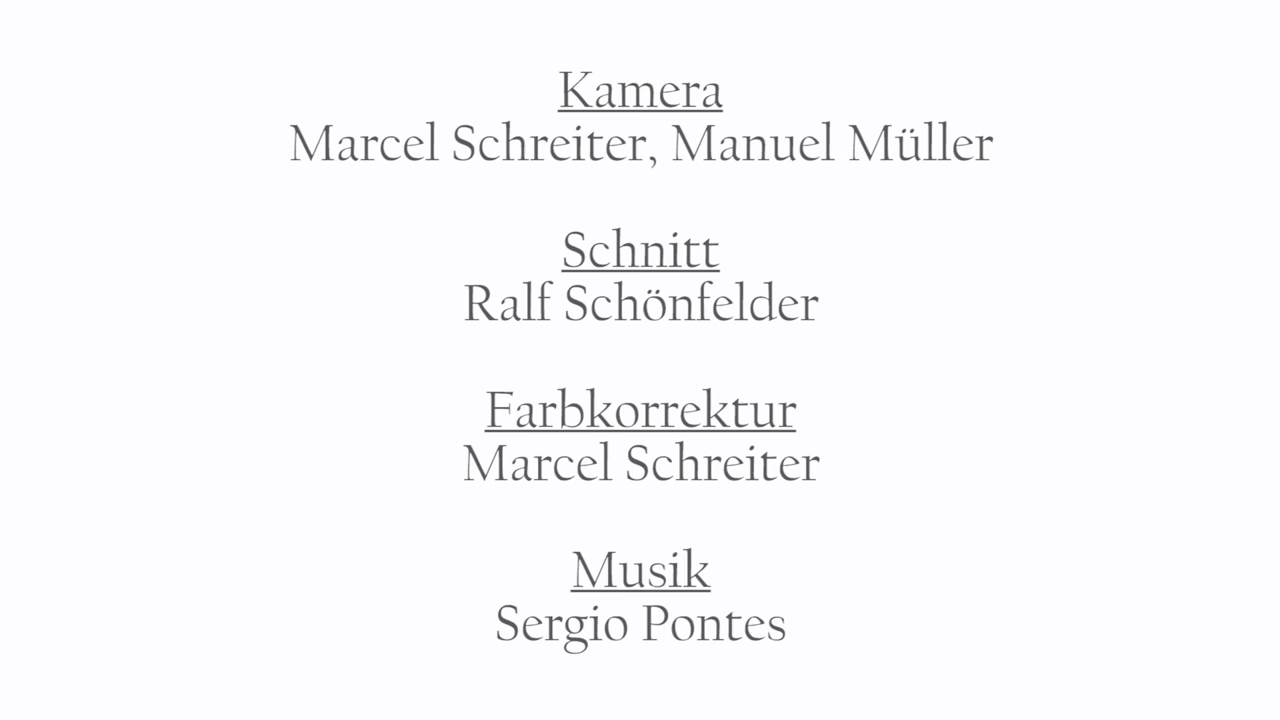 Kamera
Marcel Schreiter, Manuel Müller
Schnitt
Ralf Schönfelder
Farbkorrektur
Marcel Schreiter
Musik
Sergio Pontes